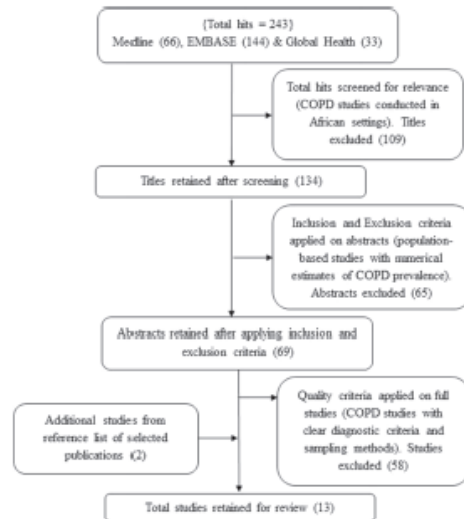 {Total hits = 243}
Medline (66), EMBASE (144) & Global Health (33)
Total hits screened for relevance
(COPD studies conducted in
African settings). Titles
excluded (109)
Titles retained after screening (134)
Inclusion and Exclusion criteria
applied on abstracts (population-
based studies with numerical
estimates of COPD prevalence).
Abstracts excluded (65)
Abstracts retained after applying inclusion and
exclusion criteria (69)
Quality criteria applied on full
studies (COPD studies with
clear diagnostic criteria and
sampling methods). Studies
excluded (58)
Additional studies from
reference list of selected
publications (2)
Total studies retained for review (13)